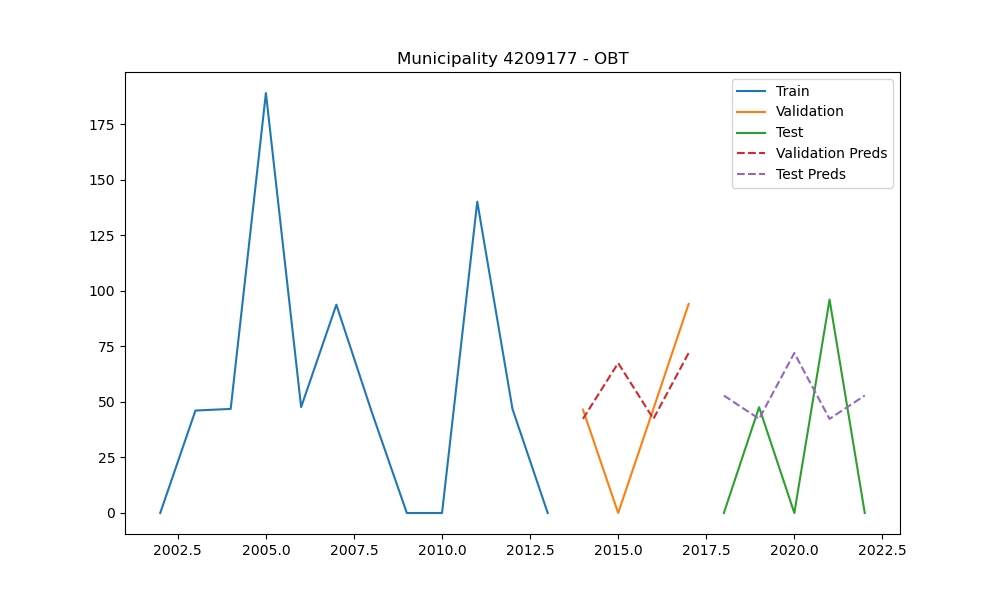 Municipality 4209177 - OBT
Train
Validation
Test
Validation Preds
Test Preds
175
150
125
100
75
50
25
0
2002.5 2005.0 2007.5 2010.0 2012.5 2015.0 2017.5 2020.0 2022.5